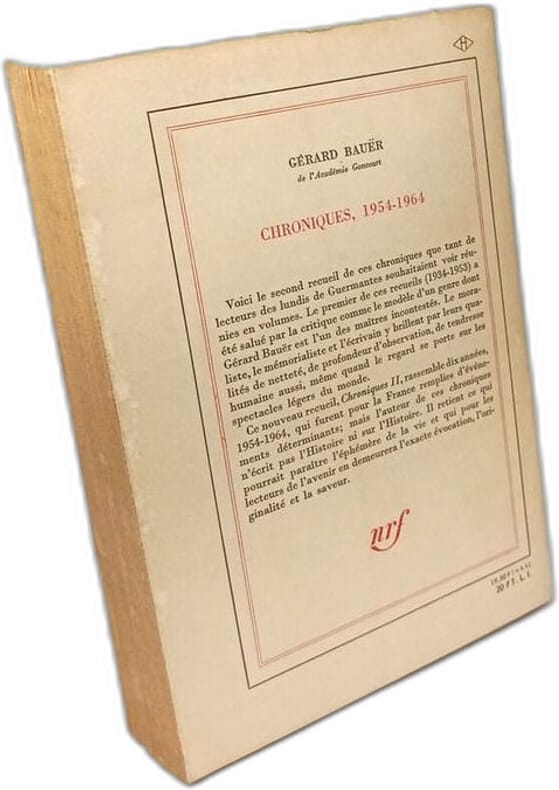 H
GÉRARD BAUËR
de l'Académie Goncourt
CHRONIQUES, 1954-1964
Voici le second recueil de ces chroniques que tant de
lecteurs des lundis de Guermantes souhaitaient voir réu-
nies en volumes. Le premier de ces recueils (1934-1953) a
été salué par la critique comme le modèle d'un genre dont
Gérard Bauër est l'un des maîtres incontestés. Le mora-
liste, le mémorialiste et l'écrivain y brillent par leurs qua-
lités de netteté, de profondeur d'observation, de tendresse
humaine aussi, même quand le regard se porte sur les
spectacles légers du monde.
Ce nouveau recueil, Chroniques II, rassemble dix années,
1954-1964, qui furent pour la France remplies d'événe-
ments déterminants; mais l'auteur de ces chroniques
n'écrit pas l'Histoire ni sur l'Histoire. Il retient ce qui
pourrait paraître l'éphémère de la vie et qui pour les
lecteurs de l'avenir en demeurera l'exacte évocation, l'ori-
ginalité et la saveur.
nrf
20 F T. L. I.